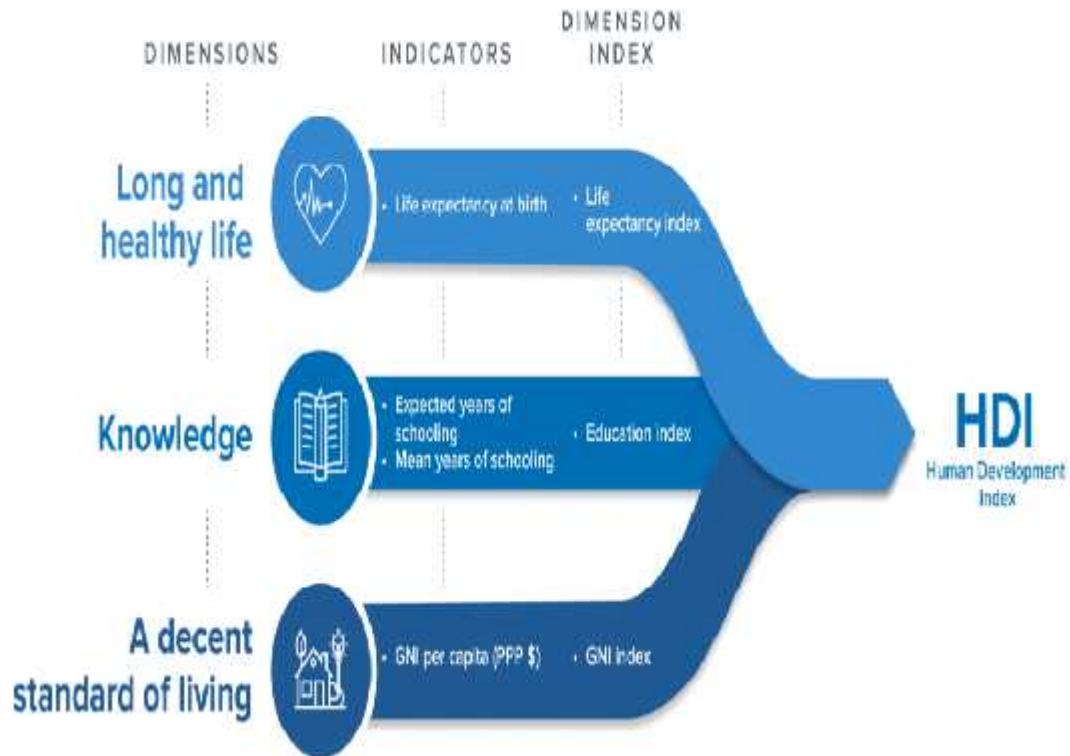 DIMENSIONS
INDICATORS
DIMENSION
INDEX
Long and
healthy life
• Life expectancy at birth
• Life
expectancy index
Knowledge
• Expected years of
schooling
• Mean years of schooling
• Education index
A decent
standard of living
• GNI per capita (PPP $)
• GNI index
HDI
Human Development
Index